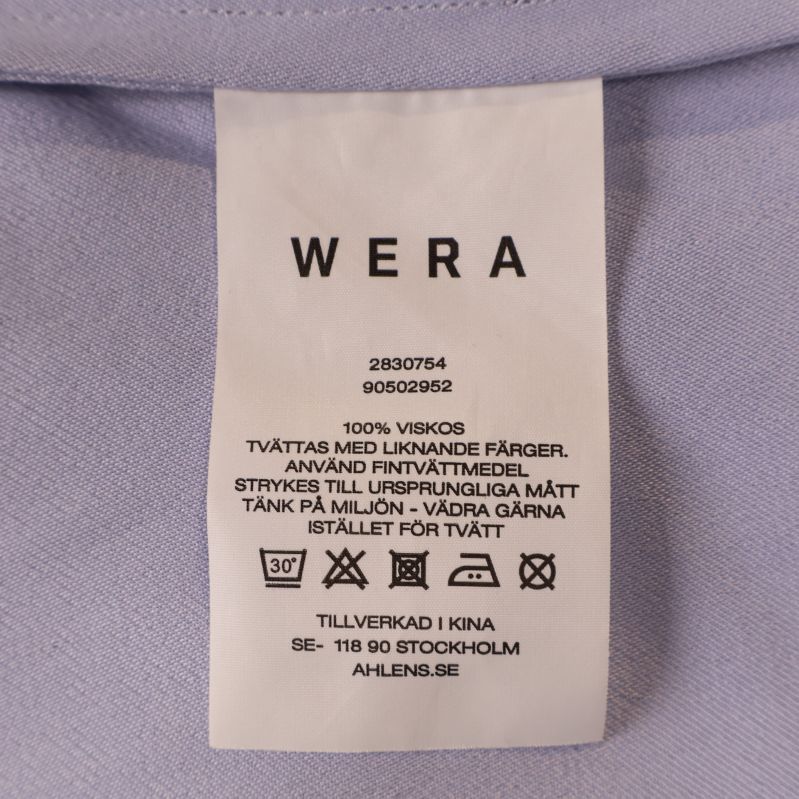 WERA
2830754
90502952
100% VISKOS
TVÄTTAS MED LIKNANDE FÄRGER.
ANVÄND FINTVÄTTMEDEL
STRYKES TILL URSPRUNGLIGA MÅTT
TÄNK PÅ MILJÖN - VÄDRA GÄRNA
ISTÄLLET FÖR TVÄTT
30°
TILLVERKAD I KINA
SE- 118 90 STOCKHOLM
AHLENS.SE